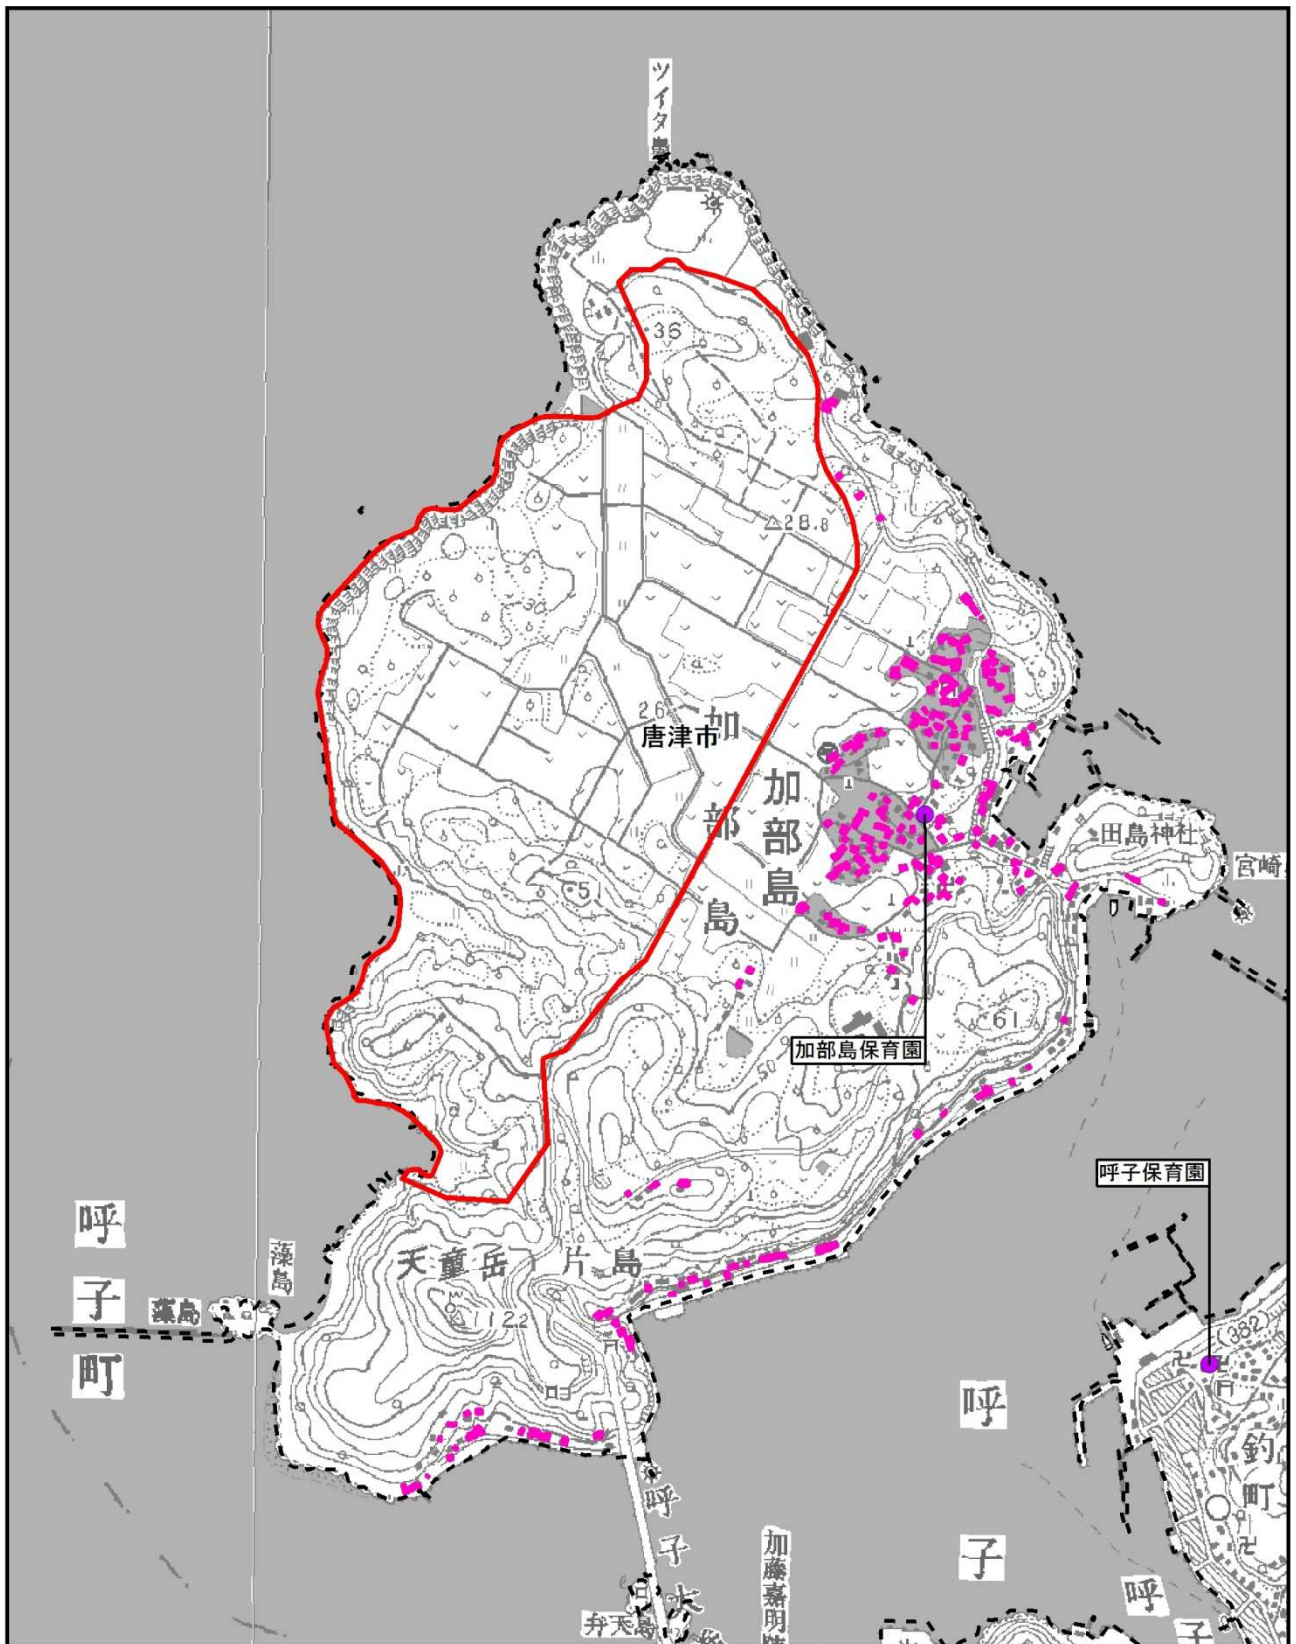 ツイタ鼻
36
△28.8
26
唐津市
加部島
加部島
51
田島神社
宮崎
61
加部島保育園
50
呼子保育園
呼子町
藻島
藻島
天童岳
片島
112.2
(382)
呼子
釣町
呼子大
弁天島
加藤嘉明陣
呼子